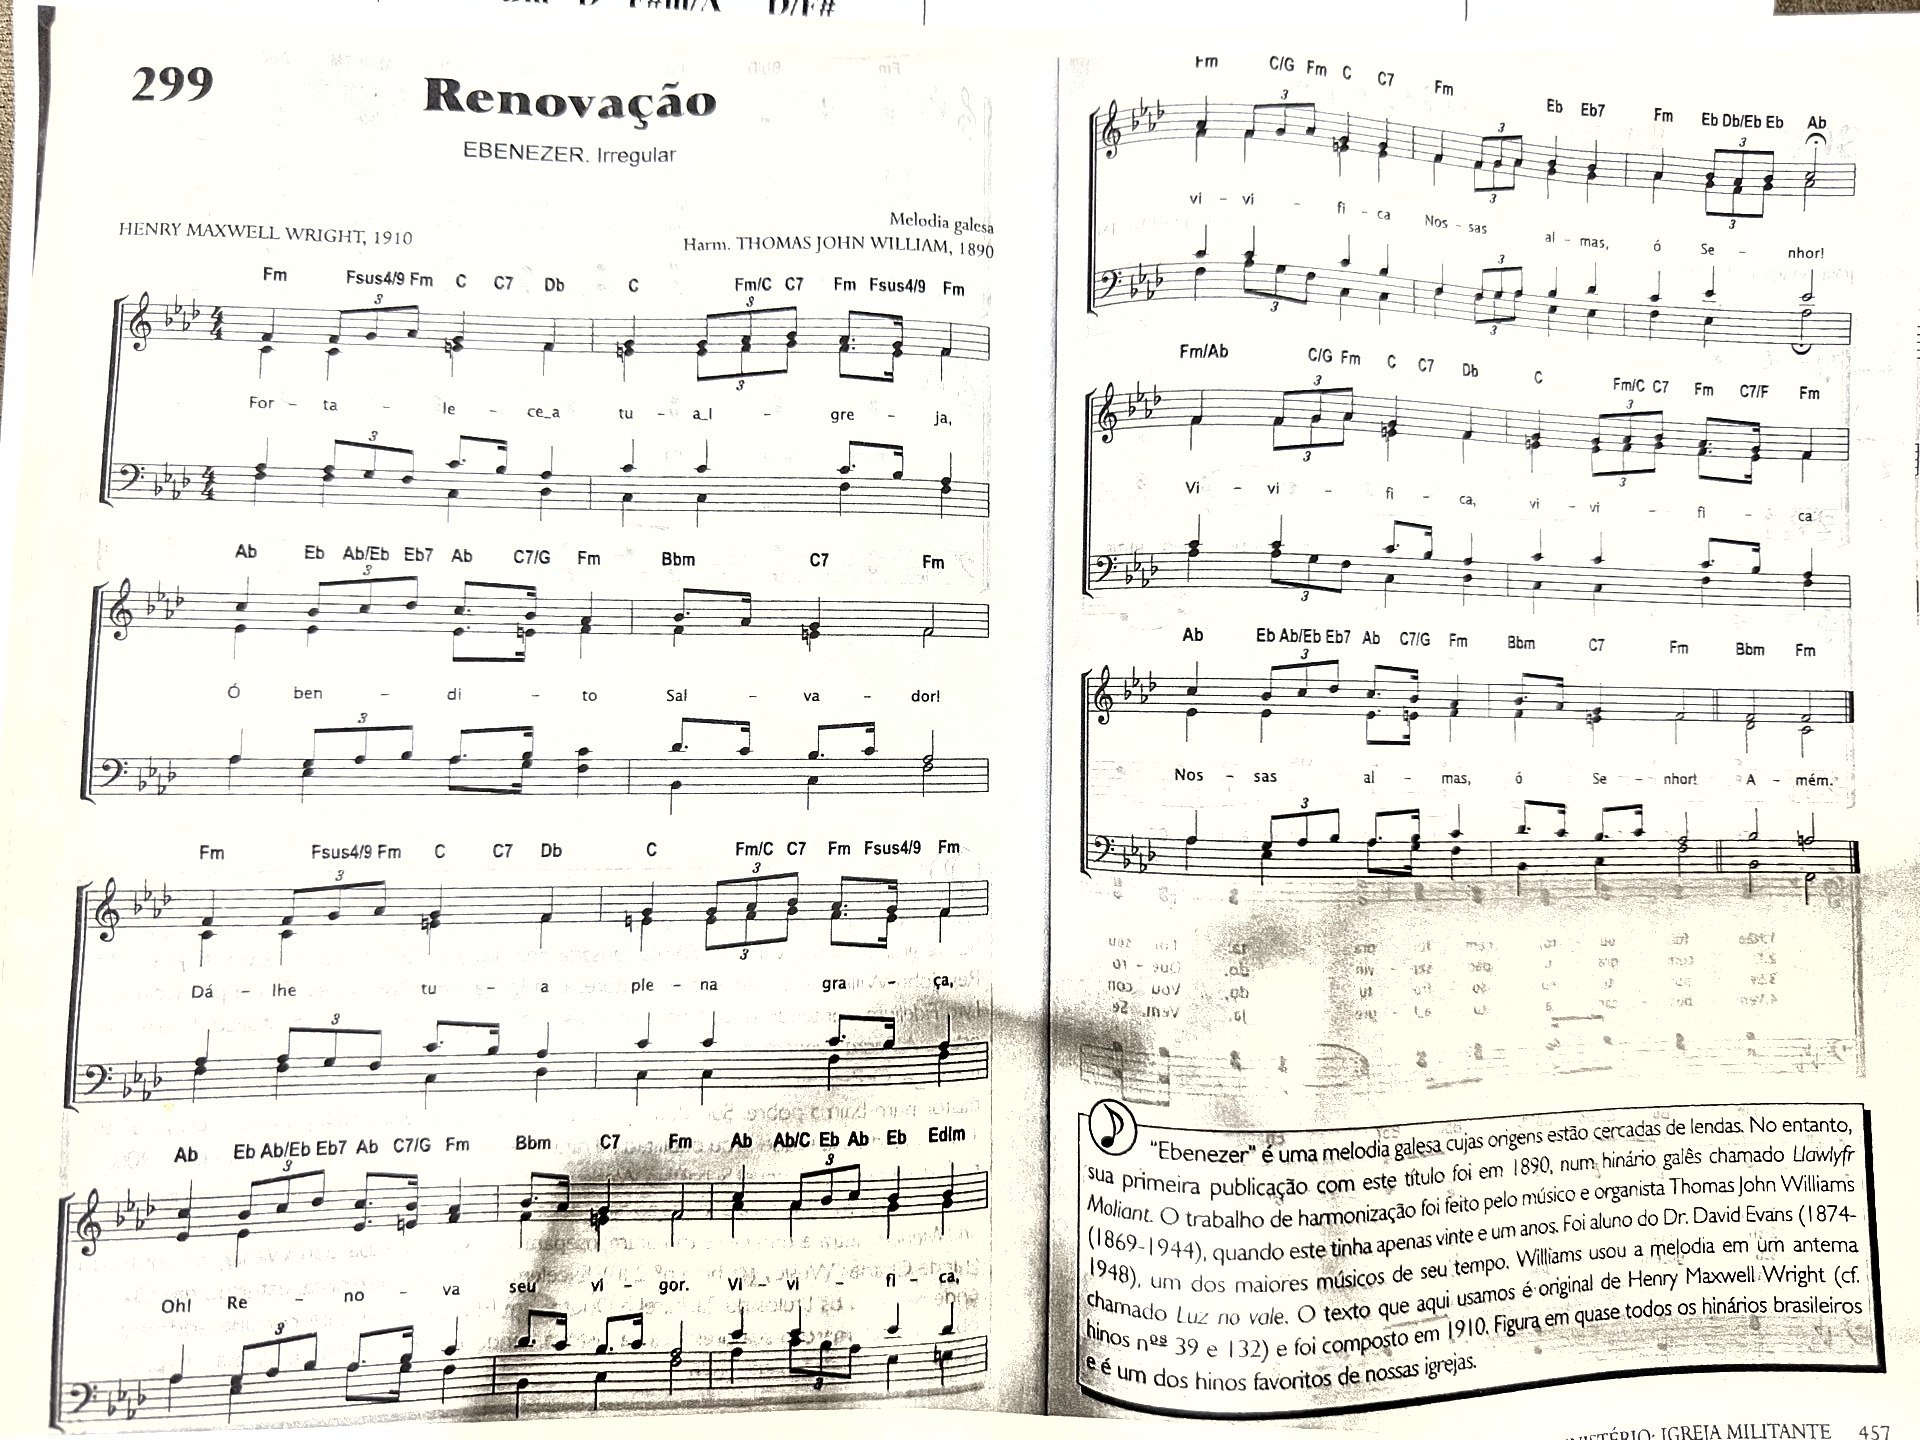 299
Renovação
EBENEZER. Irregular
Melodia galesa
HENRY MAXWELL WRIGHT, 1910
Harm. THOMAS JOHN WILLIAM, 1890
Fm Fsus4/9 Fm C C7 Db C Fm/C C7 Fm Fsus4/9 Fm
For – ta – le – ce_a tu – a_I – gre – ja,
Ab Eb Ab/Eb Eb7 Ab C7/G Fm Bbm C7 Fm
Ó ben – di – to Sal – va – dor!
Fm Fsus4/9 Fm C C7 Db C Fm/C C7 Fm Fsus4/9 Fm
Dá – lhe tu – a ple – na gra – ça,
Ab Eb Ab/Eb Eb7 Ab C7/G Fm Bbm C7 Fm Ab Ab/C Eb Ab Eb Edim
Oh! Re – no – va seu vi – gor. Vi – vi – fi – ca,
Fm C/G Fm C C7 Fm Eb Eb7 Fm Eb Db/Eb Eb Ab
vi – vi – fi – ca Nos – sas al – mas, ó Se – nhor!
Fm/Ab C/G Fm C C7 Db C Fm/C C7 Fm C7/F Fm
Vi – vi – fi – ca, vi – vi – fi – ca
Ab Eb Ab/Eb Eb7 Ab C7/G Fm Bbm C7 Fm Bbm Fm
Nos – sas al – mas, ó Se – nhor! A – mém.
"Ebenezer" é uma melodia galesa cujas origens estão cercadas de lendas. No entanto,
sua primeira publicação com este título foi em 1890, num hinário galês chamado Llawlyfr
Moliant. O trabalho de harmonização foi feito pelo músico e organista Thomas John Williams
(1869-1944), quando este tinha apenas vinte e um anos. Foi aluno do Dr. David Evans (1874-
1948), um dos maiores músicos de seu tempo. Williams usou a melodia em um antema
chamado Luz no vale. O texto que aqui usamos é original de Henry Maxwell Wright (cf.
hinos nºs 39 e 132) e foi composto em 1910. Figura em quase todos os hinários brasileiros
e é um dos hinos favoritos de nossas igrejas.
IGREJA MILITANTE 457